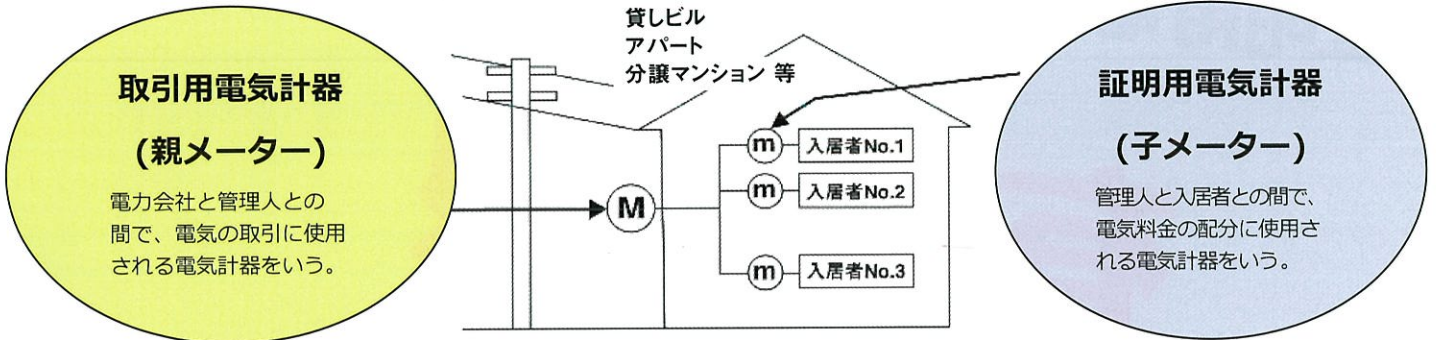 取引用電気計器
(親メーター)
電力会社と管理人との
間で、電気の取引に使用
される電気計器をいう。
貸しビル
アパート
分譲マンション 等
M
m
入居者No.1
m
入居者No.2
m
入居者No.3
証明用電気計器
(子メーター)
管理人と入居者との間で、
電気料金の配分に使用さ
れる電気計器をいう。